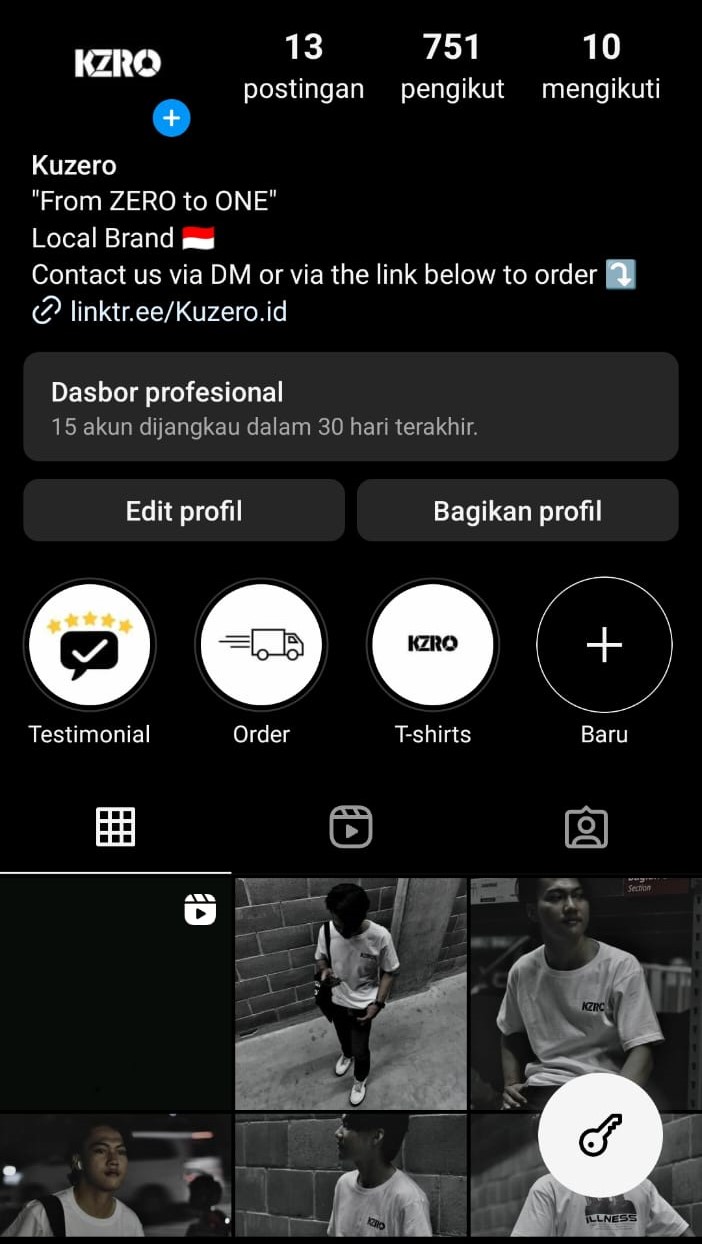 KZRO
13 751 10
postingan pengikut mengikuti
Kuzero
"From ZERO to ONE"
Local Brand 🇮🇩
Contact us via DM or via the link below to order ⤵️
linktr.ee/Kuzero.id
Dasbor profesional
15 akun dijangkau dalam 30 hari terakhir.
Edit profil Bagikan profil
KZRO
Testimonial Order T-shirts Baru
Section
KZRO
KZRO
KZRO
ILLNESS